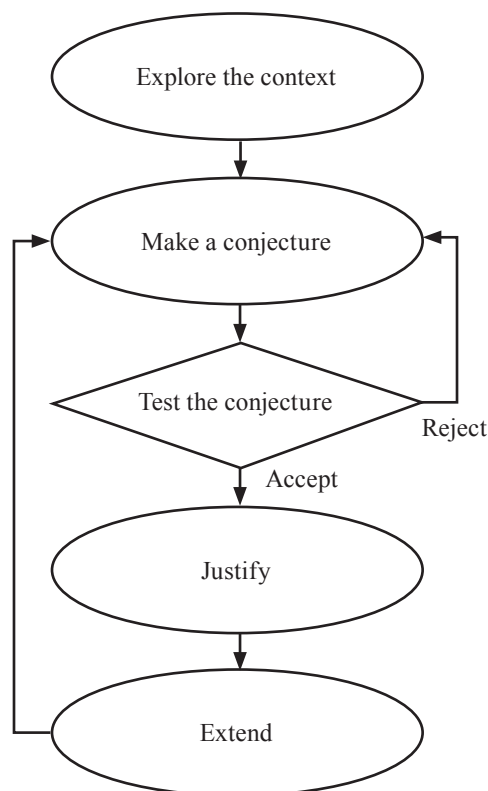 Explore the context
Make a conjecture
Test the conjecture
Reject
Accept
Justify
Extend